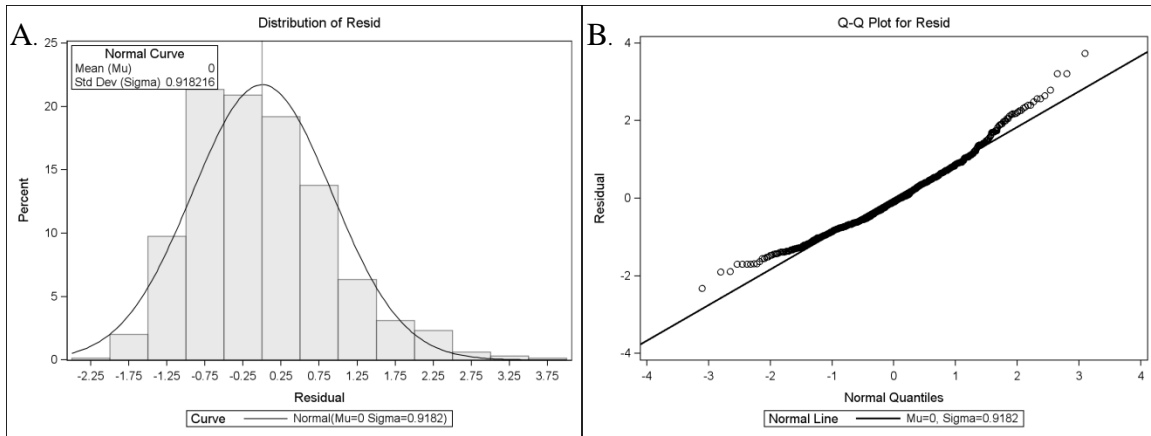 A.
Distribution of Resid
25
20
15
10
5
0
Percent
Normal Curve
Mean (Mu) 0
Std Dev (Sigma) 0.918216
-2.25 -1.75 -1.25 -0.75 -0.25 0.25 0.75 1.25 1.75 2.25 2.75 3.25 3.75
Residual
Curve Normal(Mu=0 Sigma=0.9182)
B.
Q-Q Plot for Resid
4
2
0
-2
-4
Residual
-4 -3 -2 -1 0 1 2 3 4
Normal Quantiles
Normal Line Mu=0, Sigma=0.9182